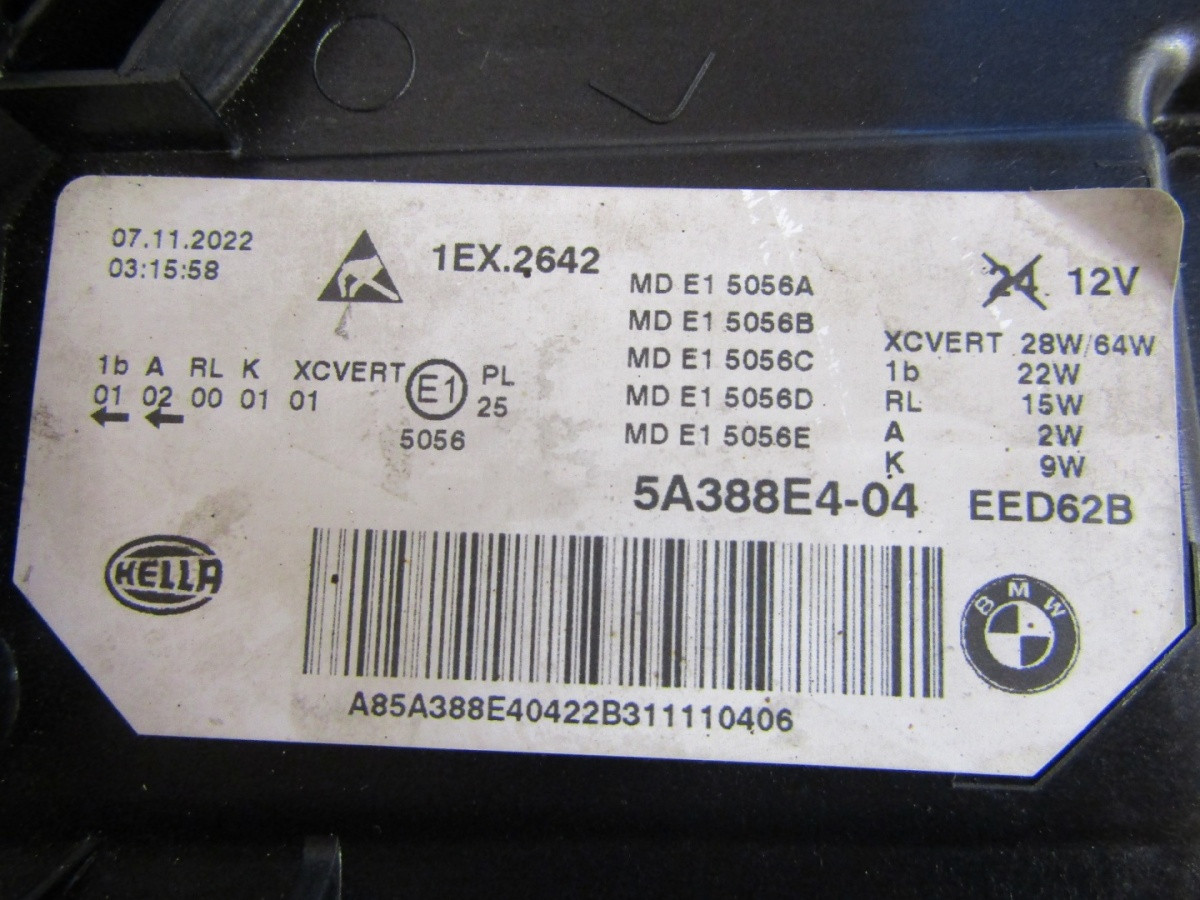 07.11.2022
03:15:58
1EX.2642
1b A RL K XCVERT
01 02 00 01 01
E1
5056
PL
25
MD E1 5056A
MD E1 5056B
MD E1 5056C
MD E1 5056D
MD E1 5056E
24 12V
XCVERT 28W/64W
1b 22W
RL 15W
A 2W
K 9W
5A388E4-04 EED62B
HELLA
BMW
A85A388E40422B311110406